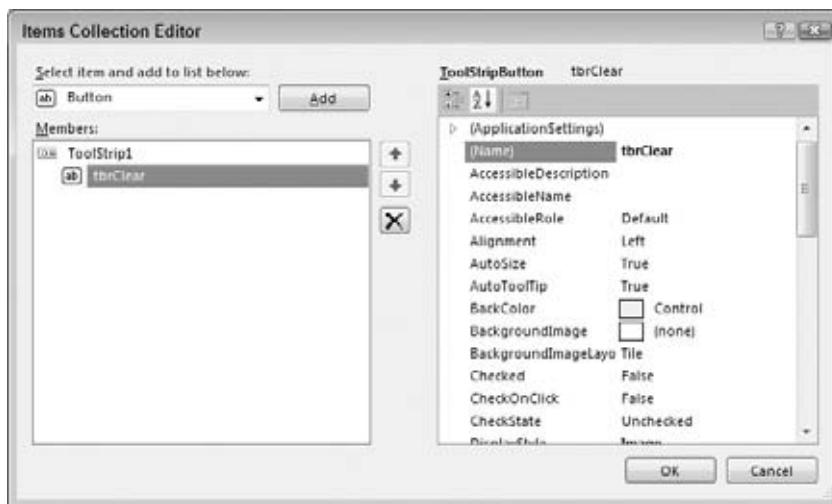 Items Collection Editor
Select item and add to list below:
Button
Add
Members:
ToolStrip1
tbrClear
ToolStripButton tbrClear
(ApplicationSettings)
(Name) tbrClear
AccessibleDescription
AccessibleName
AccessibleRole Default
Alignment Left
AutoSize True
AutoToolTip True
BackColor Control
BackgroundImage (none)
BackgroundImageLayo Tile
Checked False
CheckOnClick False
CheckState Unchecked
DisplayStyle Image
OK Cancel